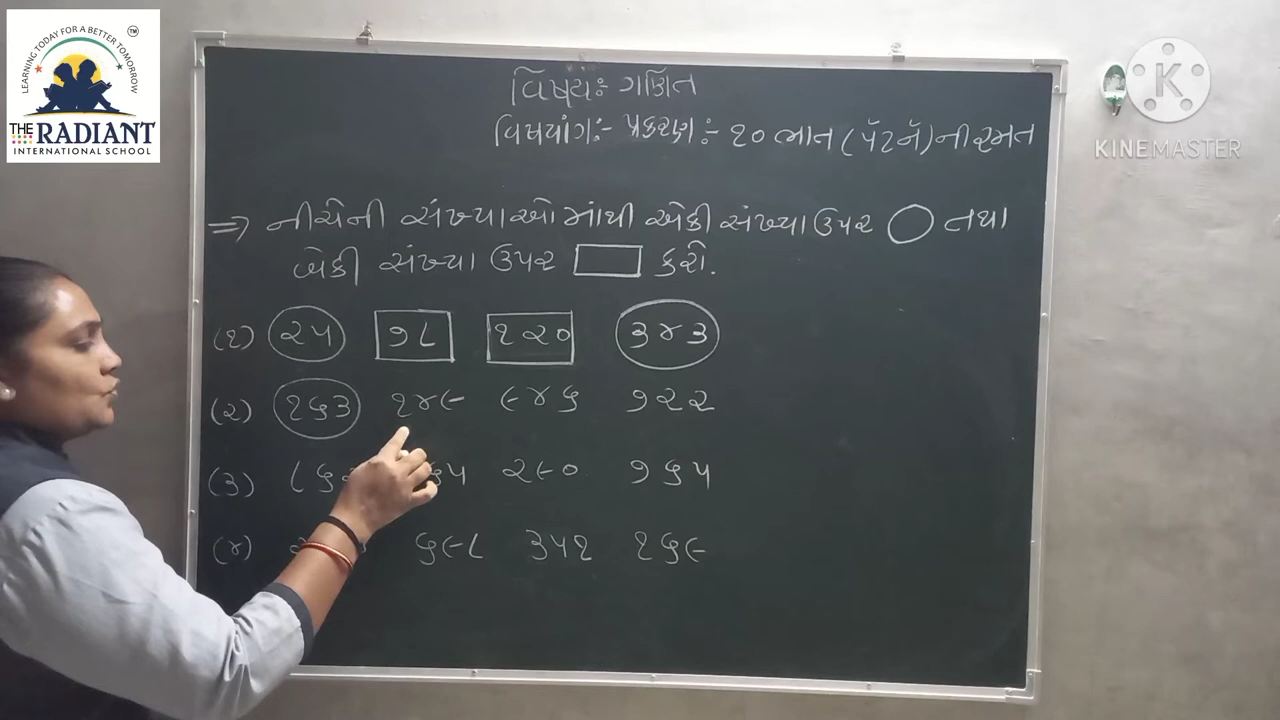 LEARNING TODAY FOR A BETTER TOMORROW
TM
THE RADIANT
INTERNATIONAL SCHOOL
K
KINEMASTER
વિષય:- ગણિત
વિષયાંગ:- પ્રકરણ :- ૧૦ ભાત (પૅટર્ન) ની રમત
⇒ નીચેની સંખ્યાઓમાંથી એકી સંખ્યા ઉપર ◯ તથા
બેકી સંખ્યા ઉપર ▭ કરો.
(૧) ૨૫ ૭૮ ૧૨૦ ૩૪૩
(૨) ૧૬૩ ૧૪૯ ૯૪૬ ૭૨૨
(૩) ૨૯૦ ૭૬૫
(૪) ૬૯૮ ૩૫૧ ૧૬૯